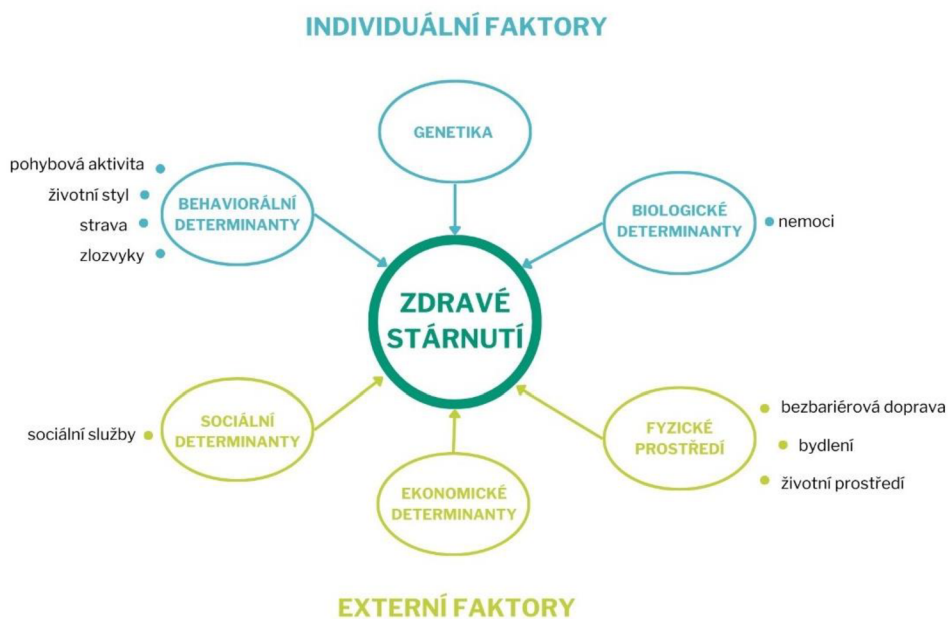 INDIVIDUÁLNÍ FAKTORY
GENETIKA
pohybová aktivita
životní styl
strava
zlozvyky
BEHAVIORÁLNÍ
DETERMINANTY
BIOLOGICKÉ
DETERMINANTY
nemoci
ZDRAVÉ
STÁRNUTÍ
sociální služby
SOCIÁLNÍ
DETERMINANTY
EKONOMICKÉ
DETERMINANTY
FYZICKÉ
PROSTŘEDÍ
bezbariérová doprava
bydlení
životní prostředí
EXTERNÍ FAKTORY